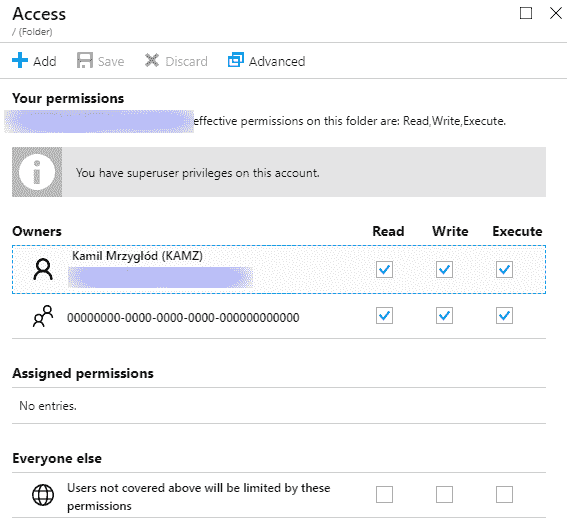 Access
/ (Folder)
Add Save Discard Advanced
Your permissions
effective permissions on this folder are: Read,Write,Execute.
You have superuser privileges on this account.
Owners Read Write Execute
Kamil Mrzygłód (KAMZ)
00000000-0000-0000-0000-000000000000
Assigned permissions
No entries.
Everyone else
Users not covered above will be limited by these
permissions